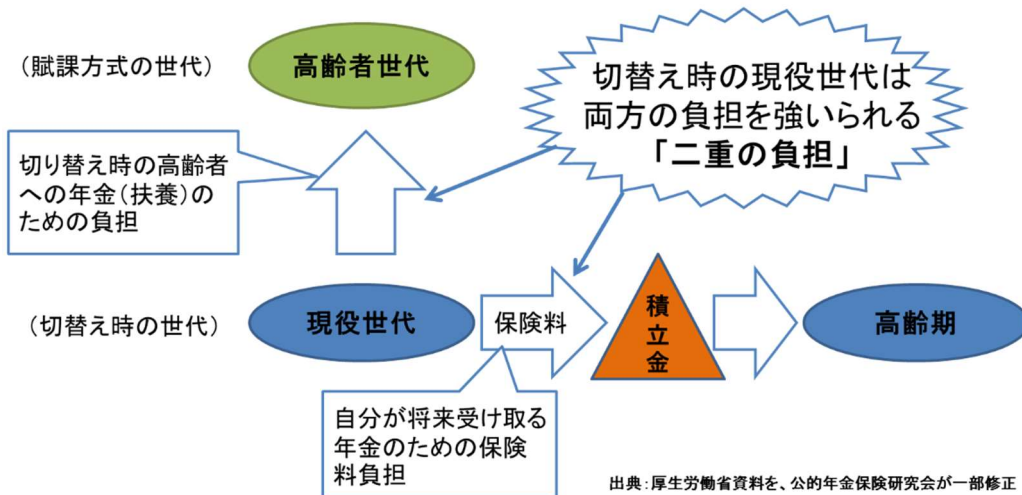 (賦課方式の世代)
高齢者世代
切替え時の現役世代は
両方の負担を強いられる
「二重の負担」
切り替え時の高齢者
への年金(扶養)の
ための負担
(切替え時の世代)
現役世代
保険料
積
立
金
高齢期
自分が将来受け取る
年金のための保険
料負担
出典:厚生労働省資料を、公的年金保険研究会が一部修正